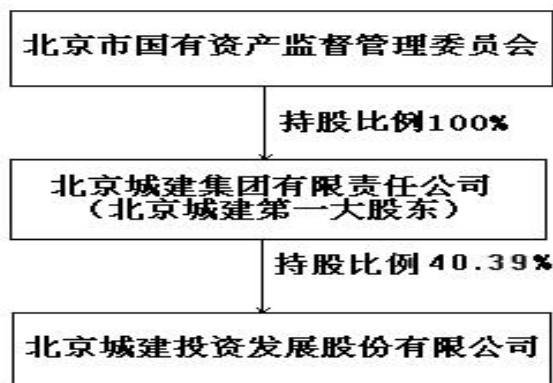 北京市国有资产监督管理委员会
持股比例100%
北京城建集团有限责任公司
（北京城建第一大股东）
持股比例 40.39%
北京城建投资发展股份有限公司